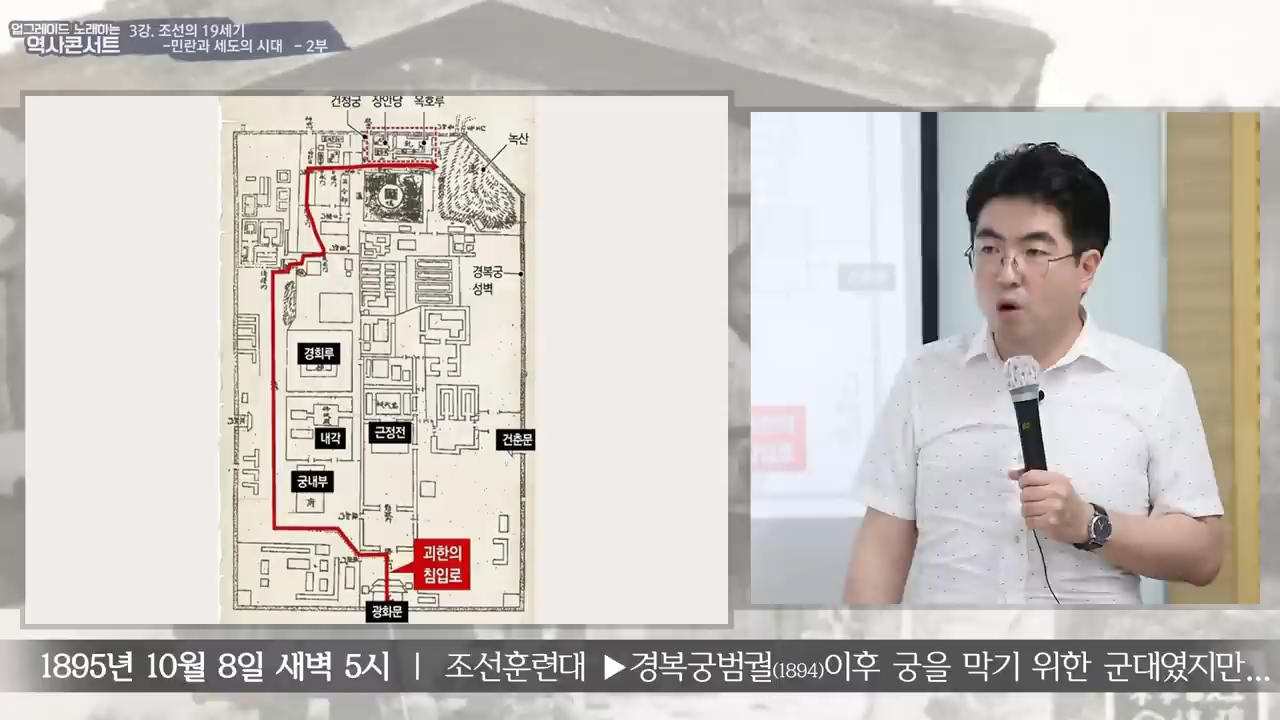 업그레이드 노래하는
역사콘서트
3강. 조선의 19세기
-민란과 세도의 시대 - 2부
건청궁 장안당 옥호루
녹산
경복궁
성벽
경회루
내각
근정전
건춘문
궁내부
괴한의
침입로
광화문
1895년 10월 8일 새벽 5시 | 조선훈련대 ▶경복궁범궐(1894)이후 궁을 막기 위한 군대였지만...